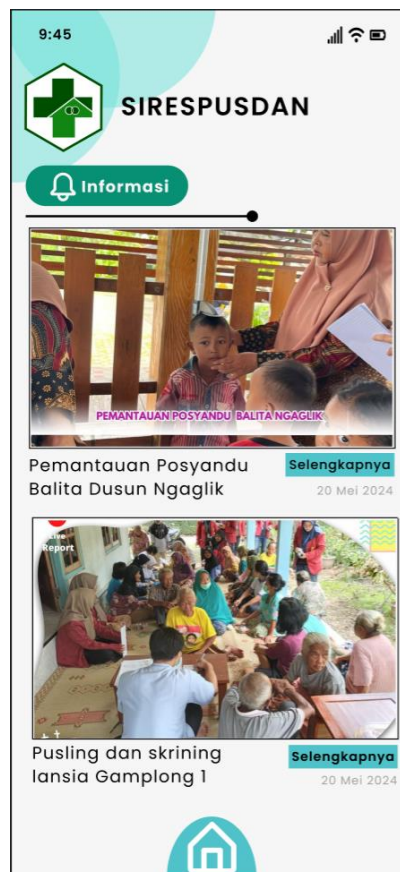 9:45
SIRESPUSDAN
Informasi
PEMANTAUAN POSYANDU BALITA NGAGLIK
Pemantauan Posyandu
Balita Dusun Ngaglik
Selengkapnya
20 Mei 2024
Live
Report
Pusling dan skrining
lansia Gamplong 1
Selengkapnya
20 Mei 2024